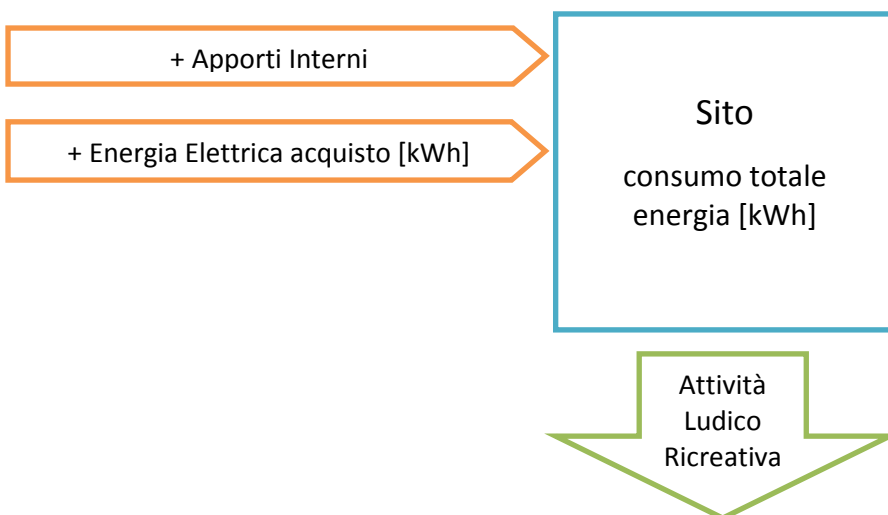 + Apporti Interni
+ Energia Elettrica acquisto [kWh]
Sito
consumo totale
energia [kWh]
Attività
Ludico
Ricreativa